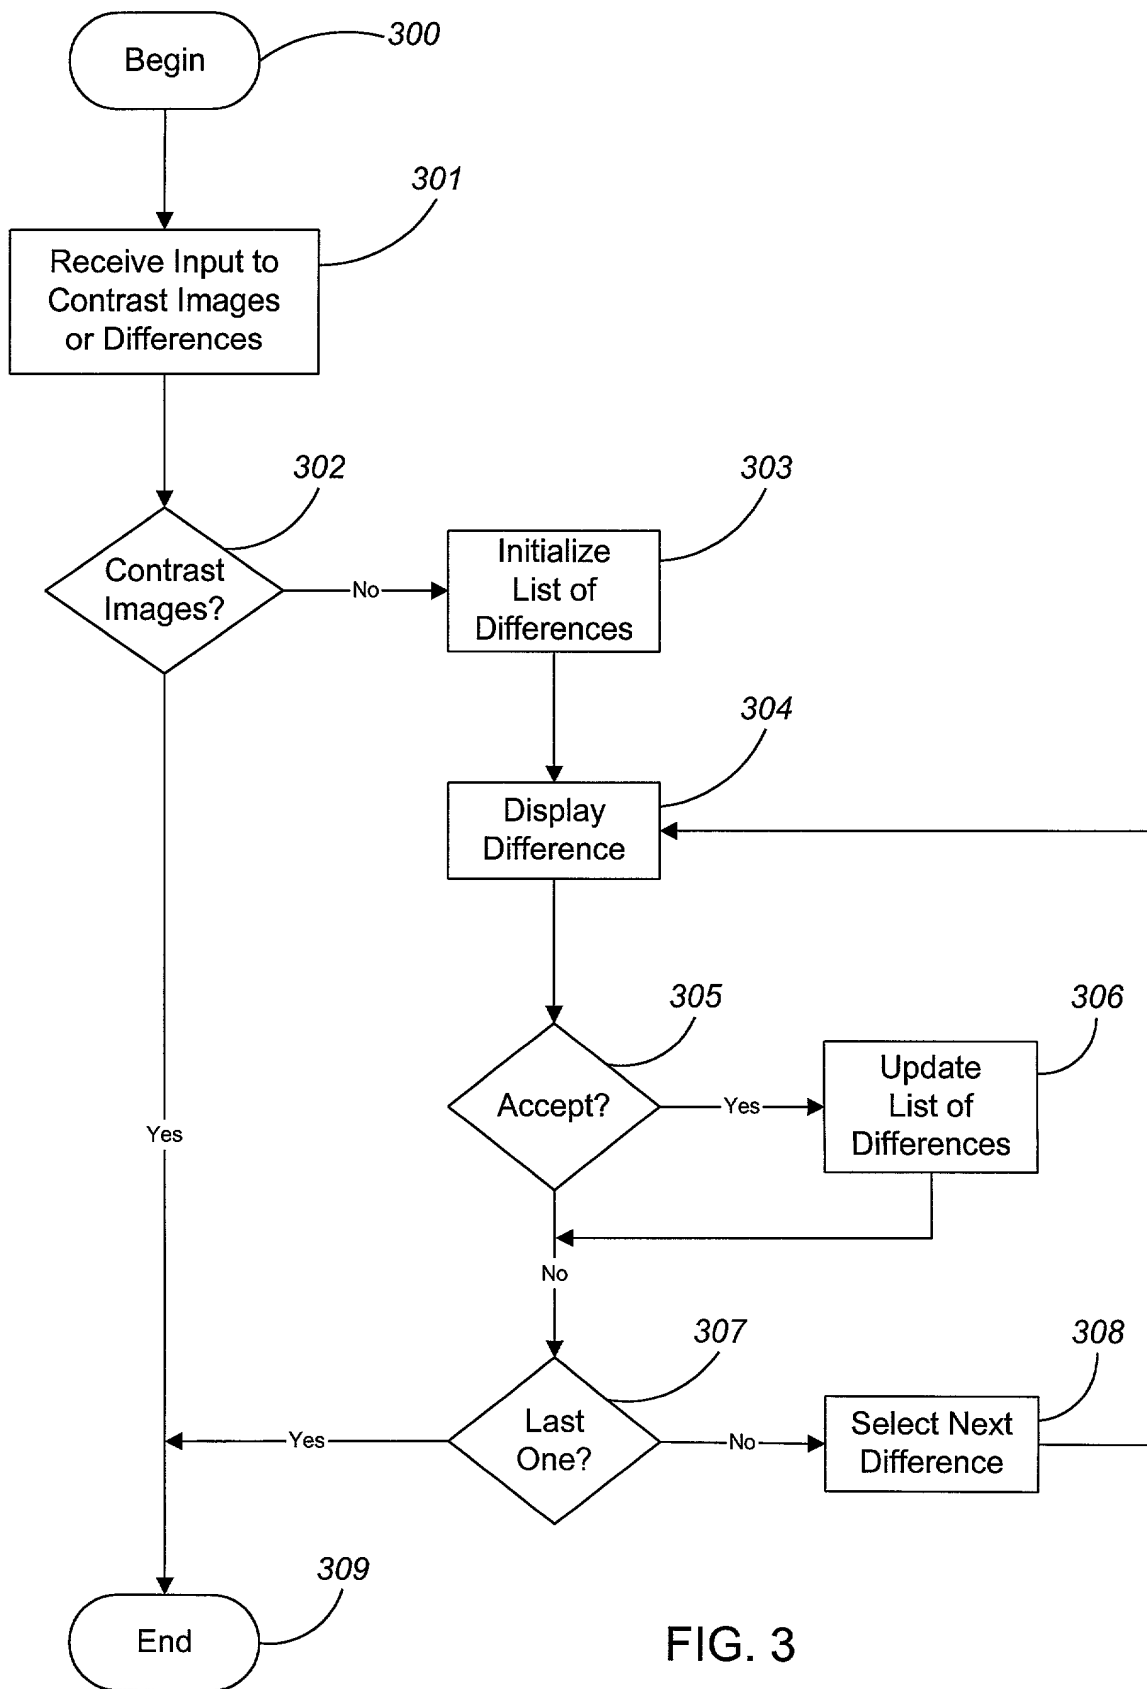 Begin
300
301
Receive Input to
Contrast Images
or Differences
302
303
Contrast
Images?
No
Initialize
List of
Differences
304
Display
Difference
305
306
Accept?
Yes
Update
List of
Differences
Yes
No
307
308
Last
One?
Yes
No
Select Next
Difference
309
End
FIG. 3